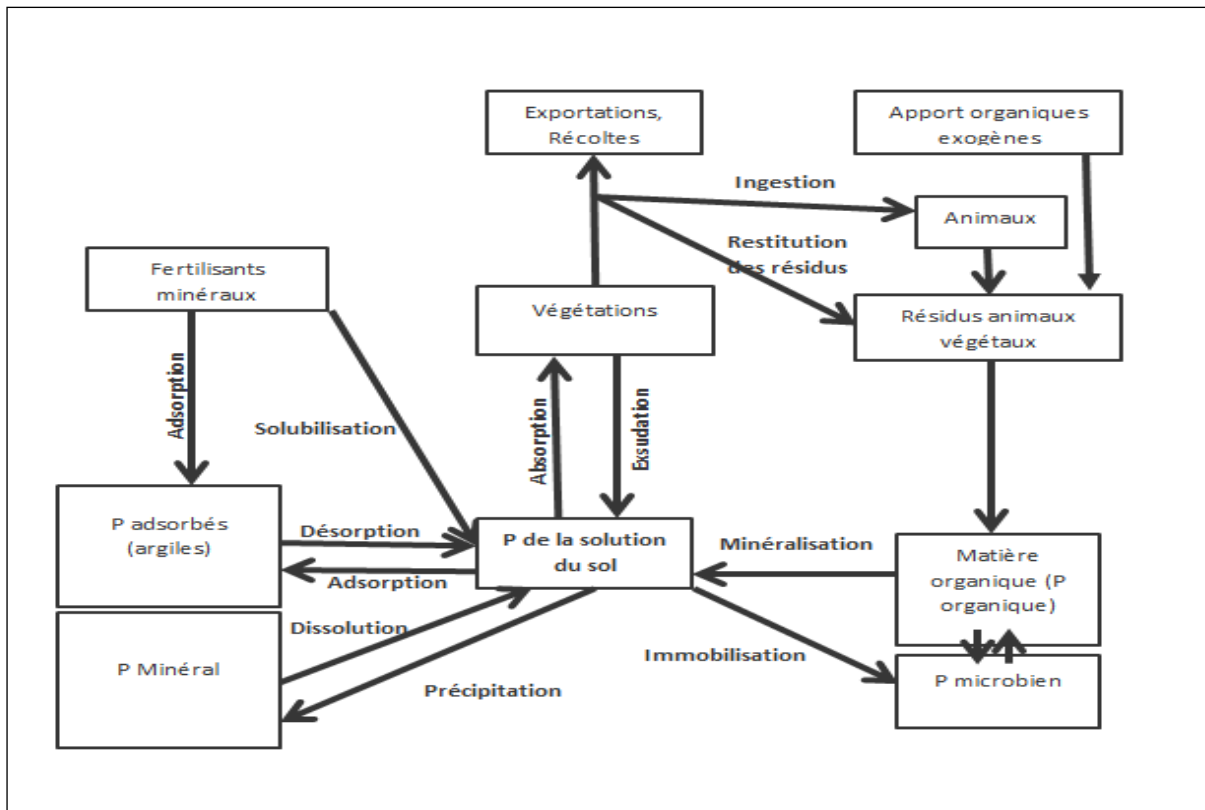 Exportations,
Récoltes
Apport organiques
exogènes
Ingestion
Animaux
Restitution
des résidus
Fertilisants
minéraux
Végétations
Résidus animaux
végétaux
Adsorption
Solubilisation
Absorption
Exsudation
P adsorbés
(argiles)
Désorption
Adsorption
P de la solution
du sol
Minéralisation
Matière
organique (P
organique)
Dissolution
P Minéral
Précipitation
Immobilisation
P microbien